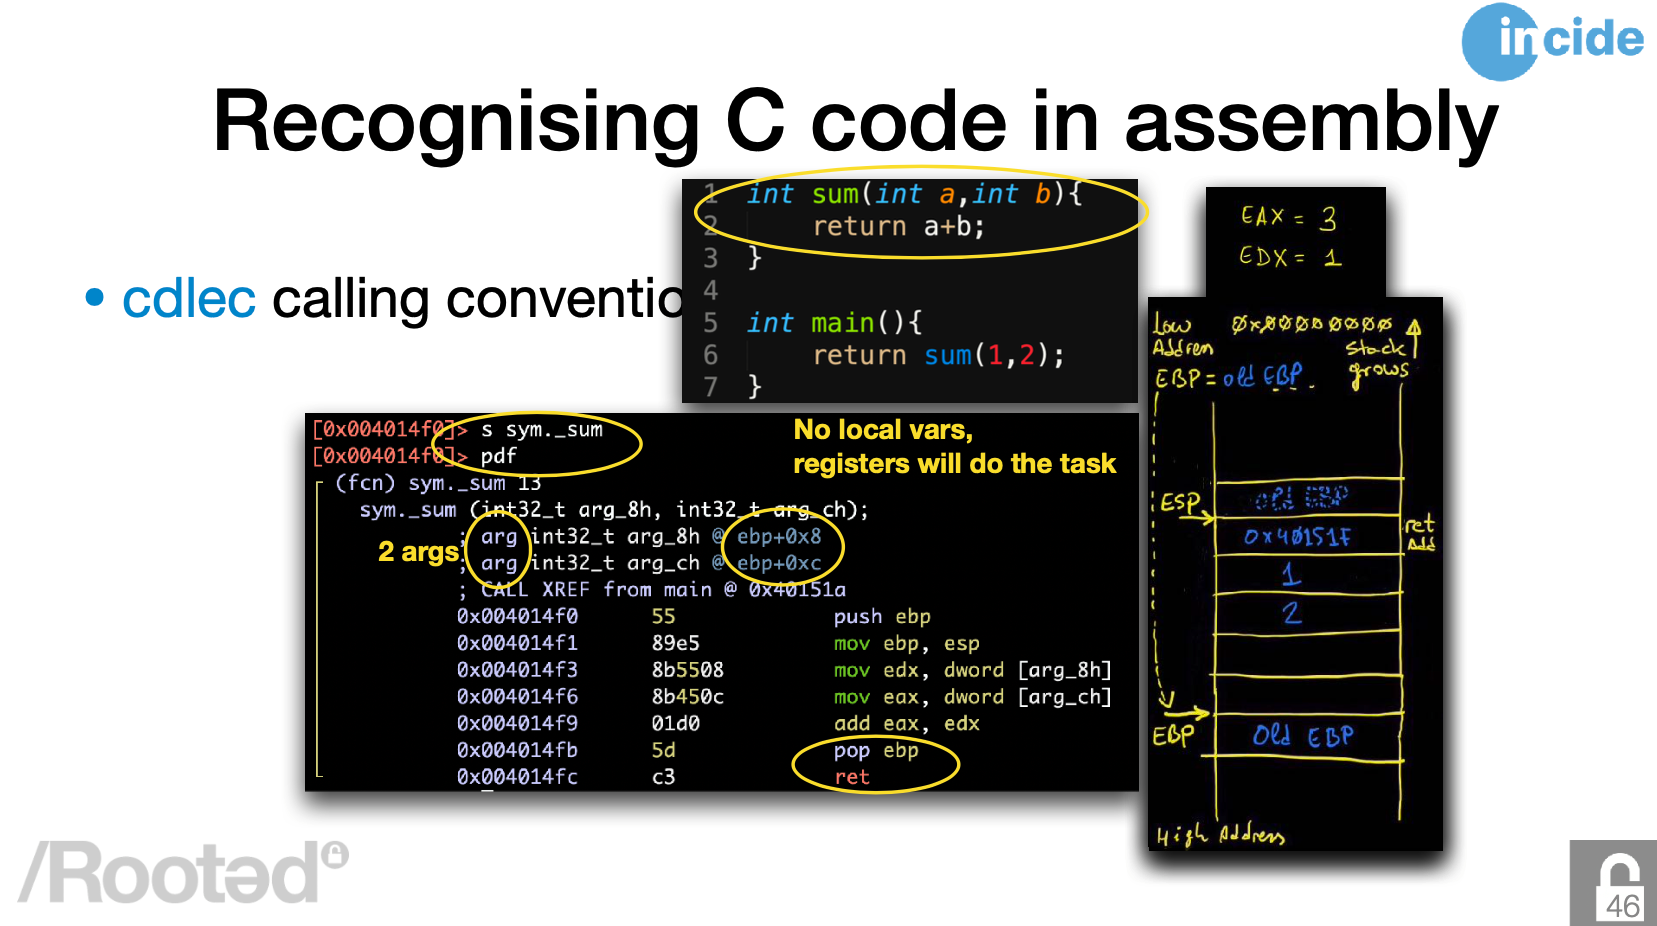 incide
Recognising C code in assembly
• cdlec calling conventio
1 int sum(int a,int b){
2 return a+b;
3 }
4
5 int main(){
6 return sum(1,2);
7 }
[0x004014f0]> s sym._sum
[0x004014f0]> pdf
(fcn) sym._sum 13
sym._sum (int32_t arg_8h, int32_t arg_ch);
; arg int32_t arg_8h @ ebp+0x8
; arg int32_t arg_ch @ ebp+0xc
; CALL XREF from main @ 0x40151a
0x004014f0 55 push ebp
0x004014f1 89e5 mov ebp, esp
0x004014f3 8b5508 mov edx, dword [arg_8h]
0x004014f6 8b450c mov eax, dword [arg_ch]
0x004014f9 01d0 add eax, edx
0x004014fb 5d pop ebp
0x004014fc c3 ret
No local vars,
registers will do the task
2 args
EAX = 3
EDX = 1
Low 0x00000000
Address
stack
grows
EBP = old EBP
old EBP
ESP
0x40151F
ret
Add
1
2
EBP
Old EBP
High Address
/Rooted
46